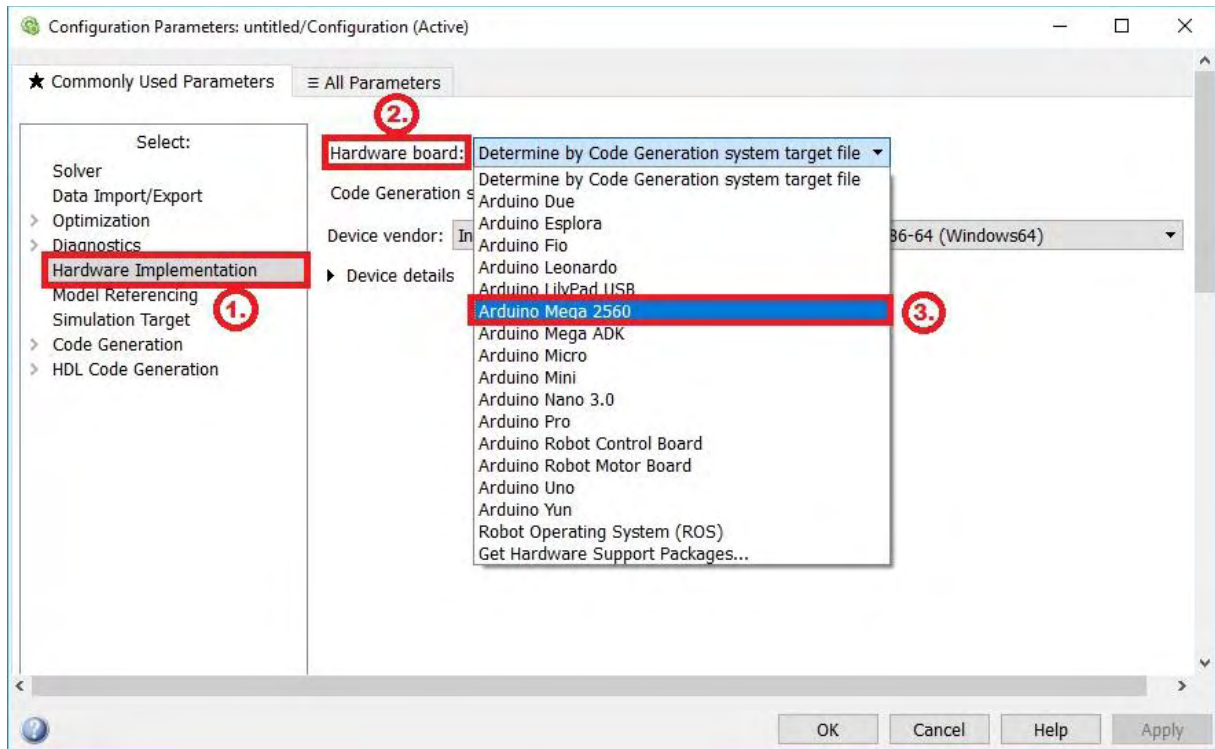 Configuration Parameters: untitled/Configuration (Active)
★ Commonly Used Parameters
≡ All Parameters
Select:
Solver
Data Import/Export
Optimization
Diagnostics
Hardware Implementation
1.
Model Referencing
Simulation Target
Code Generation
HDL Code Generation
2.
Hardware board: Determine by Code Generation system target file
Determine by Code Generation system target file
Code Generation s
Arduino Due
Arduino Esplora
Device vendor: In
86-64 (Windows64)
Arduino Fio
Arduino Leonardo
Device details
Arduino LilyPad USB
Arduino Mega 2560
3.
Arduino Mega ADK
Arduino Micro
Arduino Mini
Arduino Nano 3.0
Arduino Pro
Arduino Robot Control Board
Arduino Robot Motor Board
Arduino Uno
Arduino Yun
Robot Operating System (ROS)
Get Hardware Support Packages...
OK
Cancel
Help
Apply